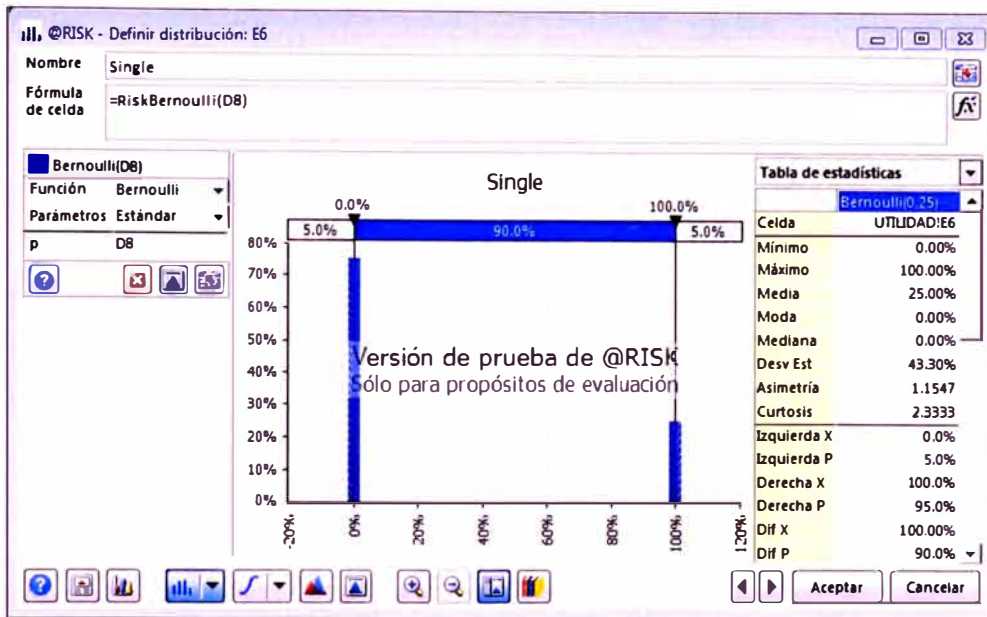 @RISK - Definir distribución: E6
Nombre Single
Fórmula de celda =RiskBernoulli(D8)
Bernoulli(D8)
Función Bernoulli
Parámetros Estándar
p D8
Single
0.0% 100.0%
5.0% 90.0% 5.0%
80%
70%
60%
50%
40%
30%
20%
10%
0%
-20% 0% 20% 40% 60% 80% 100% 120%
Versión de prueba de @RISK
Sólo para propósitos de evaluación
Tabla de estadísticas
Bernoulli(0,25)
Celda UTILIDAD!E6
Mínimo 0.00%
Máximo 100.00%
Media 25.00%
Moda 0.00%
Mediana 0.00%
Desv Est 43.30%
Asimetría 1.1547
Curtosis 2.3333
Izquierda X 0.0%
Izquierda P 5.0%
Derecha X 100.0%
Derecha P 95.0%
Dif X 100.00%
Dif P 90.0%
Aceptar Cancelar